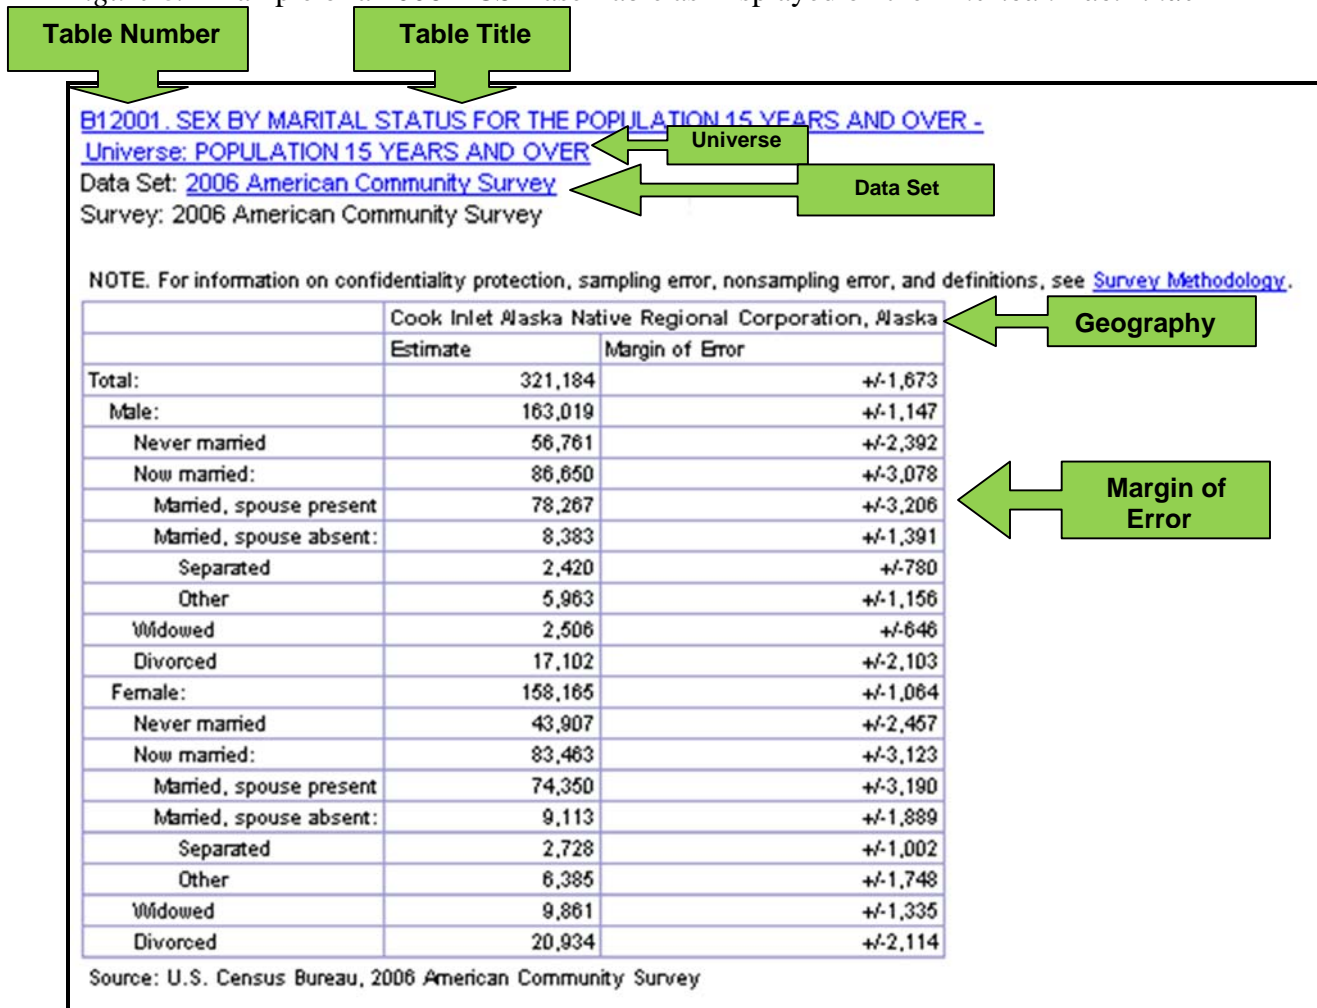 Table Number
Table Title
B12001. SEX BY MARITAL STATUS FOR THE POPULATION 15 YEARS AND OVER -
Universe: POPULATION 15 YEARS AND OVER
Universe
Data Set: 2006 American Community Survey
Data Set
Survey: 2006 American Community Survey
NOTE. For information on confidentiality protection, sampling error, nonsampling error, and definitions, see Survey Methodology.
Cook Inlet Alaska Native Regional Corporation, Alaska
Geography
Estimate Margin of Error
Total: 321,184 +/-1,673
Male: 163,019 +/-1,147
Never married 56,761 +/-2,392
Now married: 86,650 +/-3,078
Married, spouse present 78,267 +/-3,206
Margin of
Error
Married, spouse absent: 8,383 +/-1,391
Separated 2,420 +/-780
Other 5,963 +/-1,156
Widowed 2,506 +/-646
Divorced 17,102 +/-2,103
Female: 158,165 +/-1,064
Never married 43,907 +/-2,457
Now married: 83,463 +/-3,123
Married, spouse present 74,350 +/-3,190
Married, spouse absent: 9,113 +/-1,889
Separated 2,728 +/-1,002
Other 6,385 +/-1,748
Widowed 9,861 +/-1,335
Divorced 20,934 +/-2,114
Source: U.S. Census Bureau, 2006 American Community Survey